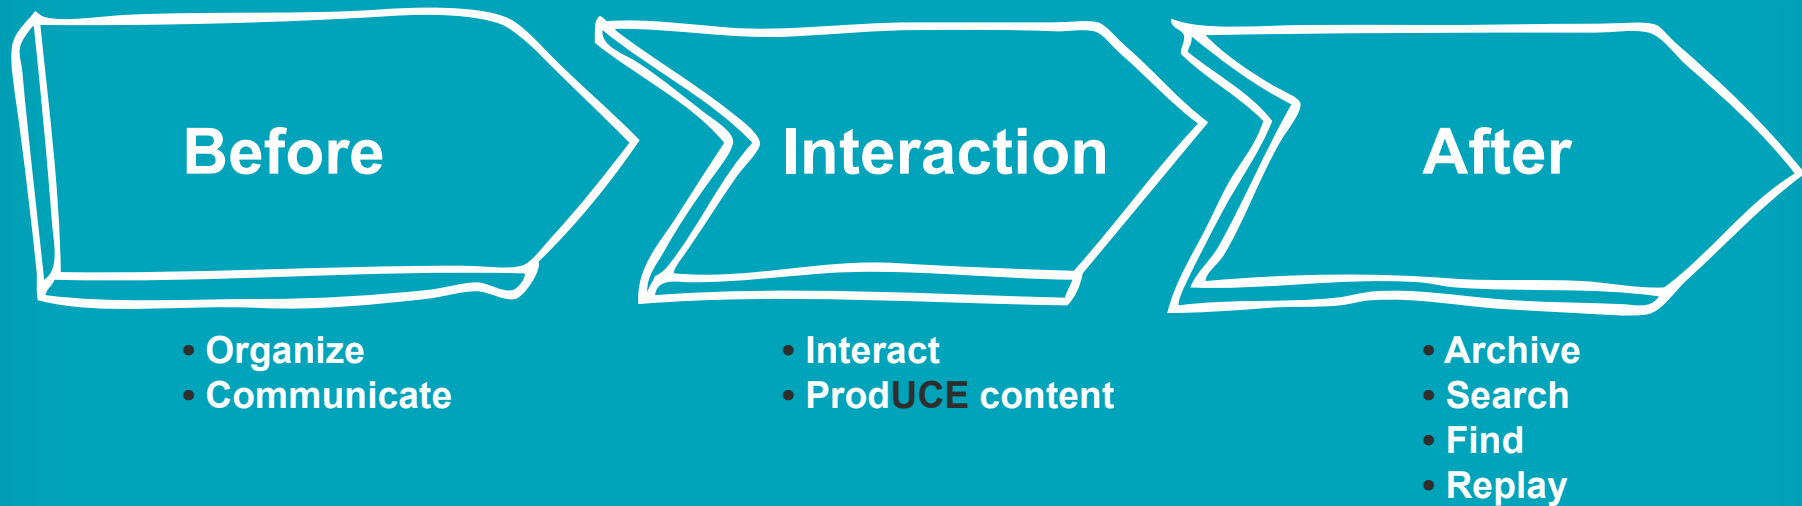 Before
• Organize
• Communicate
Interaction
• Interact
• ProdUCE content
After
• Archive
• Search
• Find
• Replay